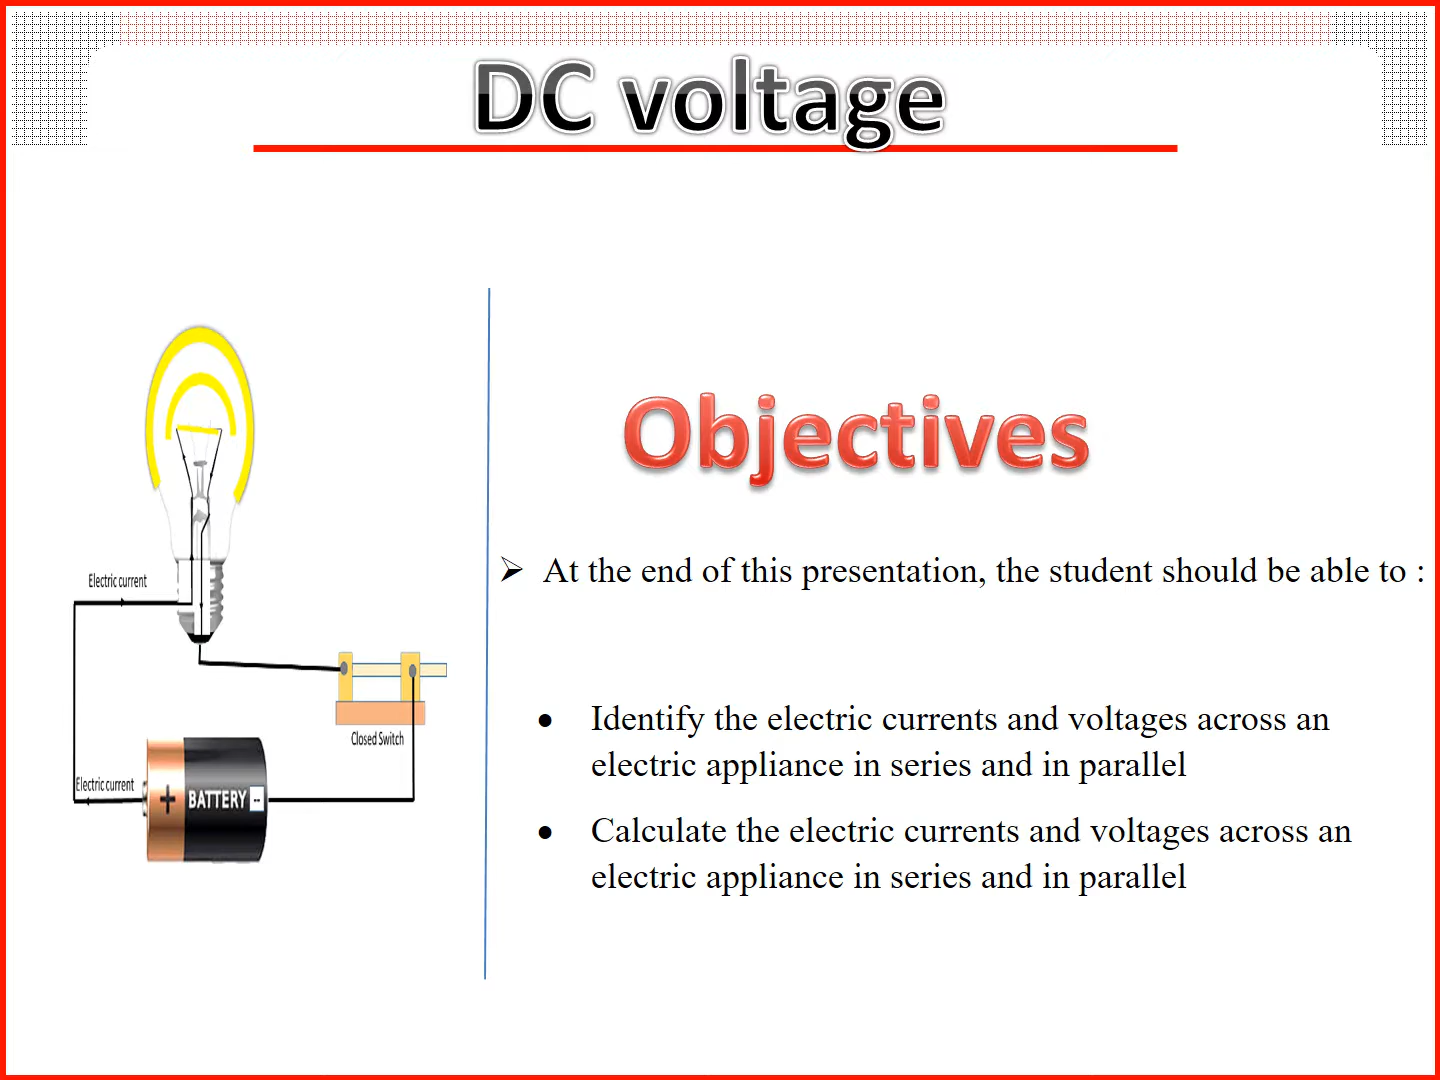 DC voltage
Objectives
➢ At the end of this presentation, the student should be able to :
• Identify the electric currents and voltages across an
electric appliance in series and in parallel
• Calculate the electric currents and voltages across an
electric appliance in series and in parallel
Electric current
Closed Switch
Electric current
+ BATTERY --